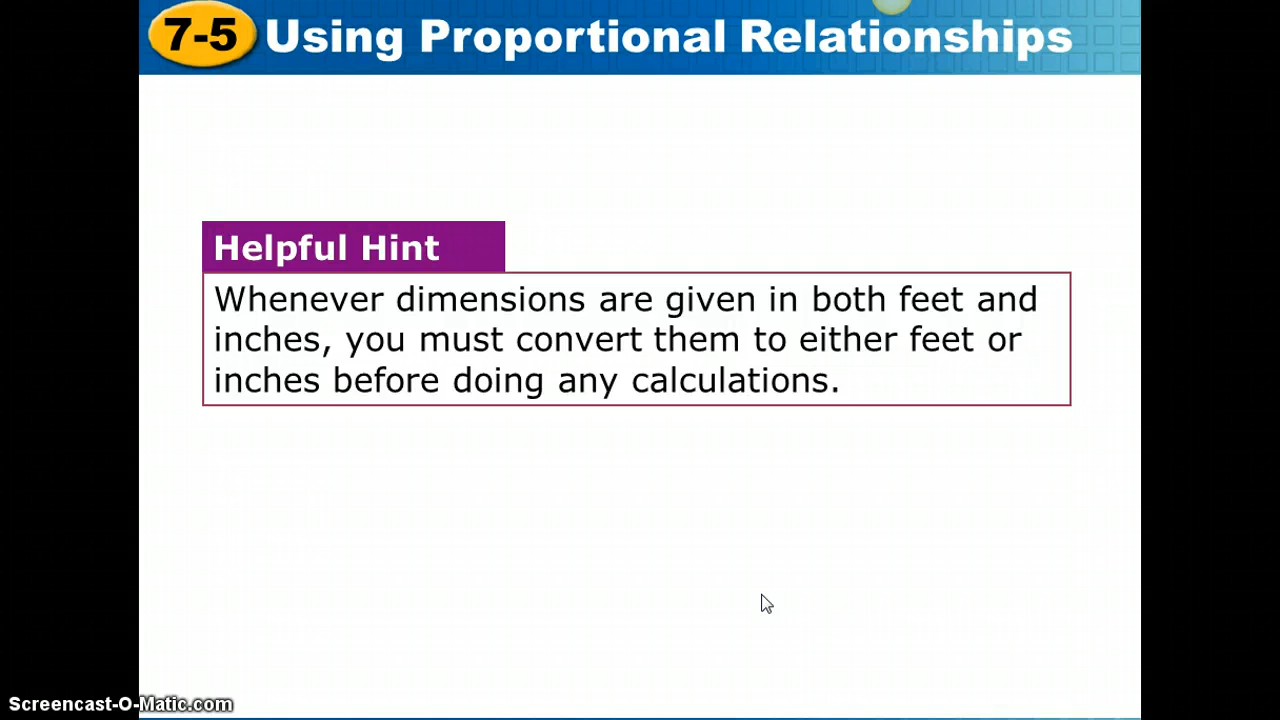 7-5 Using Proportional Relationships
Helpful Hint
Whenever dimensions are given in both feet and
inches, you must convert them to either feet or
inches before doing any calculations.
Screencast-O-Matic.com